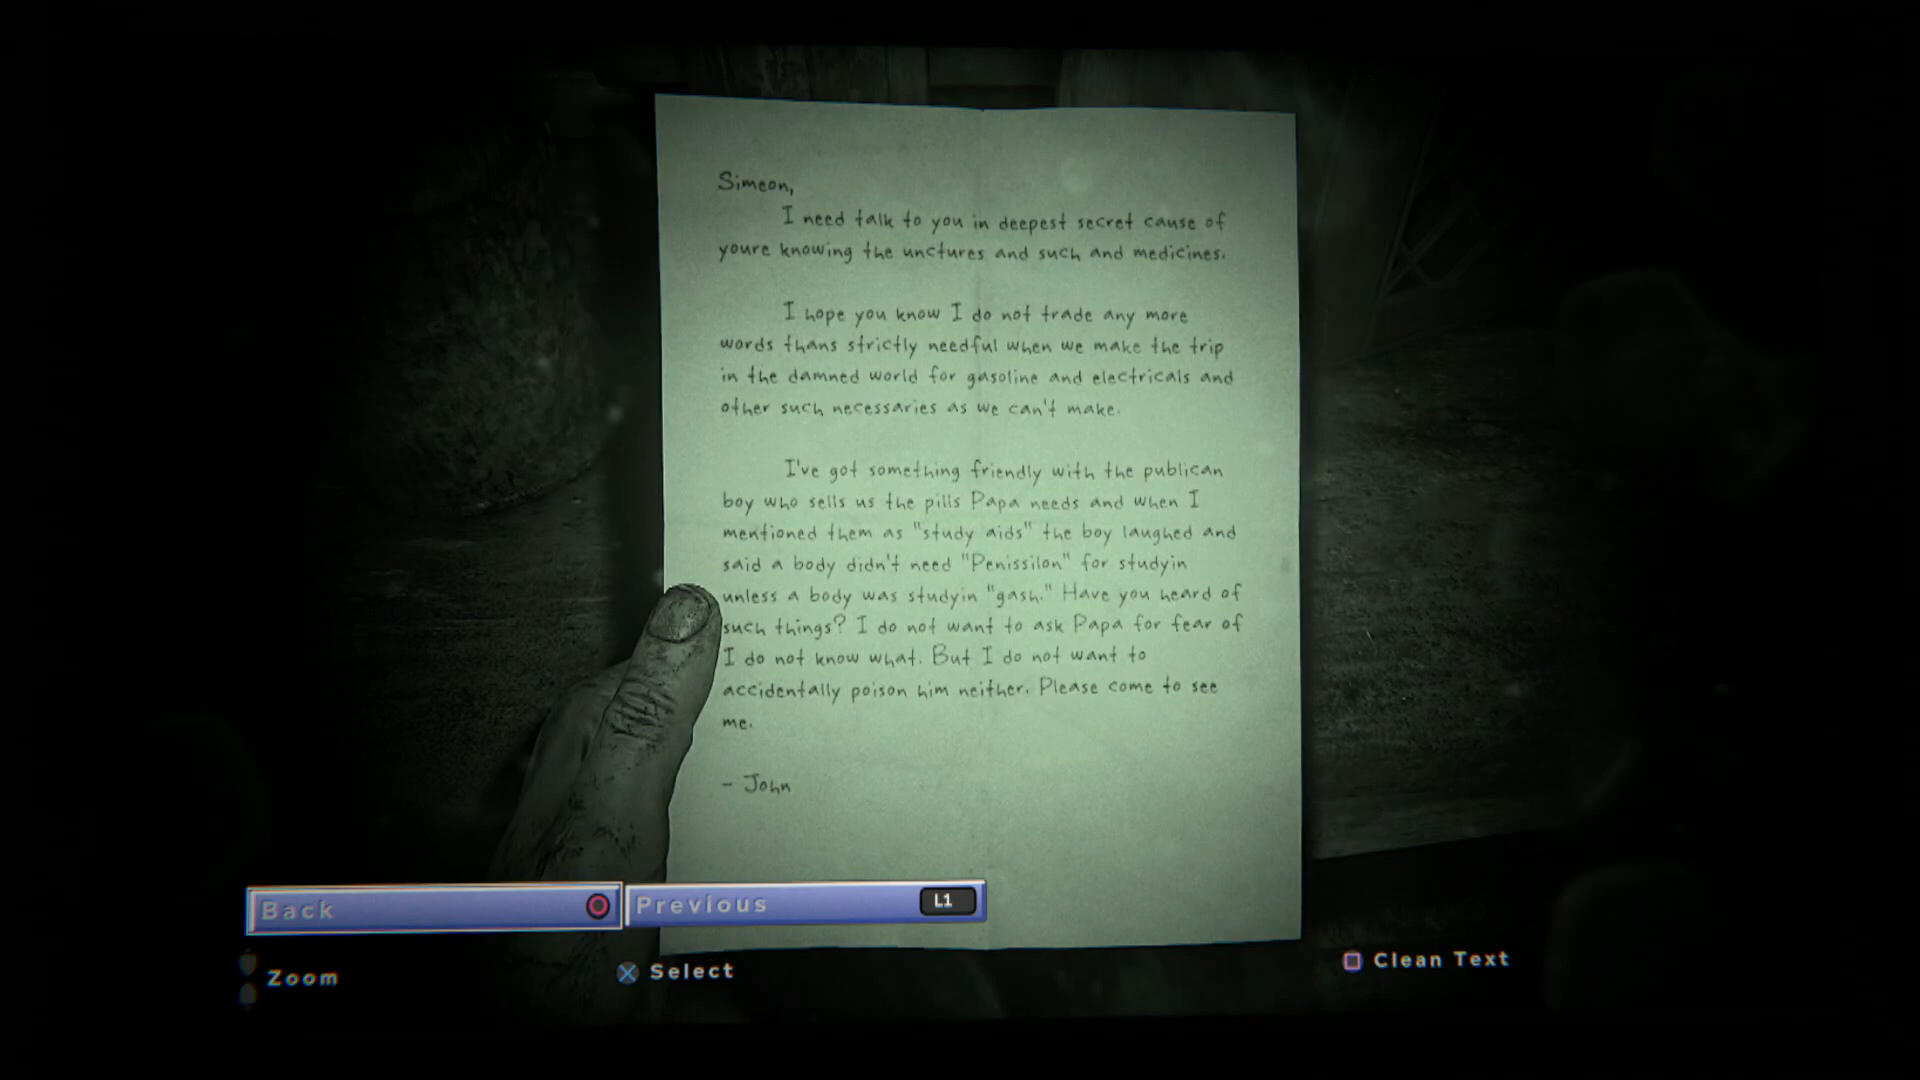 Simeon,
I need talk to you in deepest secret cause of
youre knowing the unctures and such and medicines.
I hope you know I do not trade any more
words thans strictly needful when we make the trip
in the damned world for gasoline and electricals and
other such necessaries as we can't make.
I've got something friendly with the publican
boy who sells us the pills Papa needs and when I
mentioned them as "study aids" the boy laughed and
said a body didn't need "Penissilon" for studyin
unless a body was studyin "gash." Have you heard of
such things? I do not want to ask Papa for fear of
I do not know what. But I do not want to
accidentally poison him neither. Please come to see
me.
- John
Back
Previous L1
Zoom
Select
Clean Text